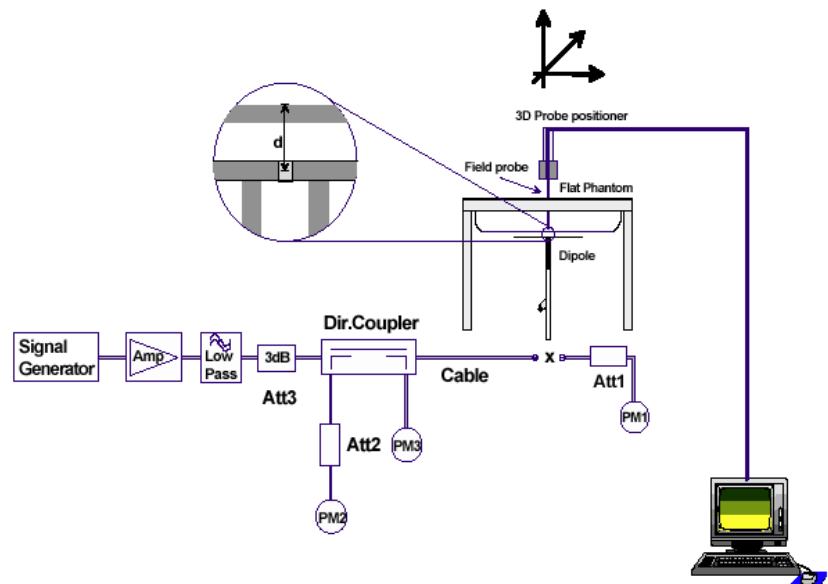 3D Probe positioner
d
Field probe
Flat Phantom
Dipole
Dir.Coupler
Signal
Generator
Amp
Low
Pass
3dB
Att3
Cable
x
Att1
PM1
Att2
PM3
PM2